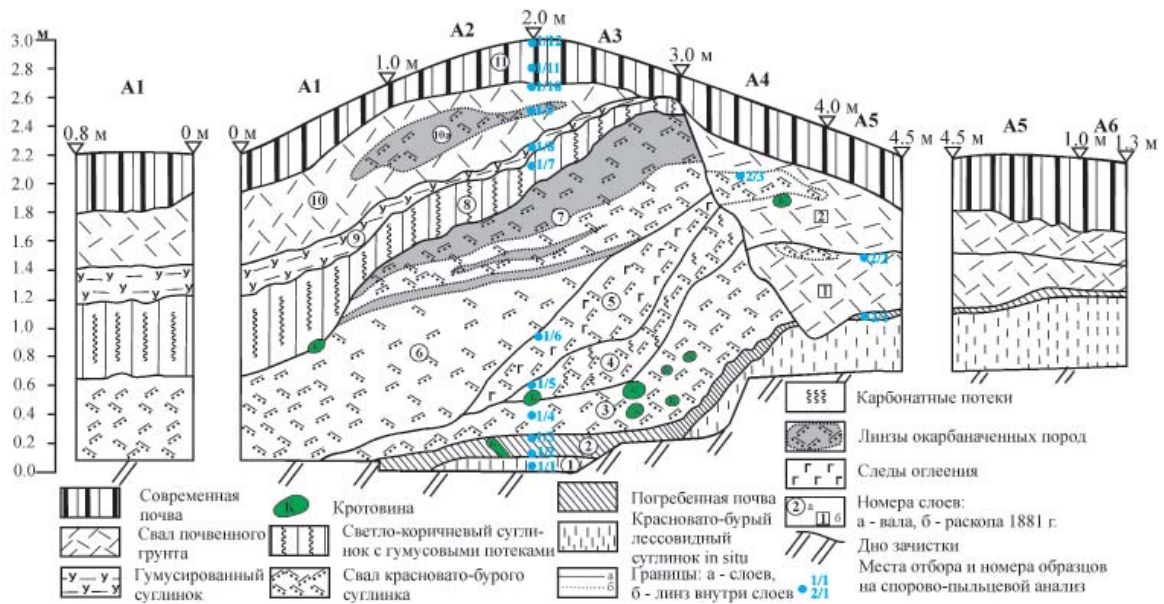 3.0 м
2.8
2.6
2.4
2.2
2.0
1.8
1.6
1.4
1.2
1.0
0.8
0.6
0.4
0.2
0.0
A1
0.8 м
0 м
A1
A2
A3
A4
A5
0 м
1.0 м
2.0 м
3.0 м
4.0 м
4.5 м
A5
A6
4.5 м
1.0 м
1.3 м
1/12
1/11
1/10
1/8
1/7
1/6
1/5
1/4
1/1
2/3
2/2
11
10л
10
9
8
7
6
5
4
3
2
1
2
1
Современная
почва
Свал почвенного
грунта
Гумусированный
суглинок
К
Кротовина
Светло-коричневый сугли-
нок с гумусовыми потеками
Свал красновато-бурого
суглинка
Погребенная почва
Красновато-бурый
лессовидный
суглинок in situ
а
б
Границы: а - слоев,
б - линз внутри слоев
Карбонатные потеки
Линзы окарбаначенных пород
Следы оглеения
2 а 1 б
Номера слоев:
а - вала, б - раскопа 1881 г.
Дно зачистки
1/1
2/1
Места отбора и номера образцов
на спорово-пыльцевой анализ